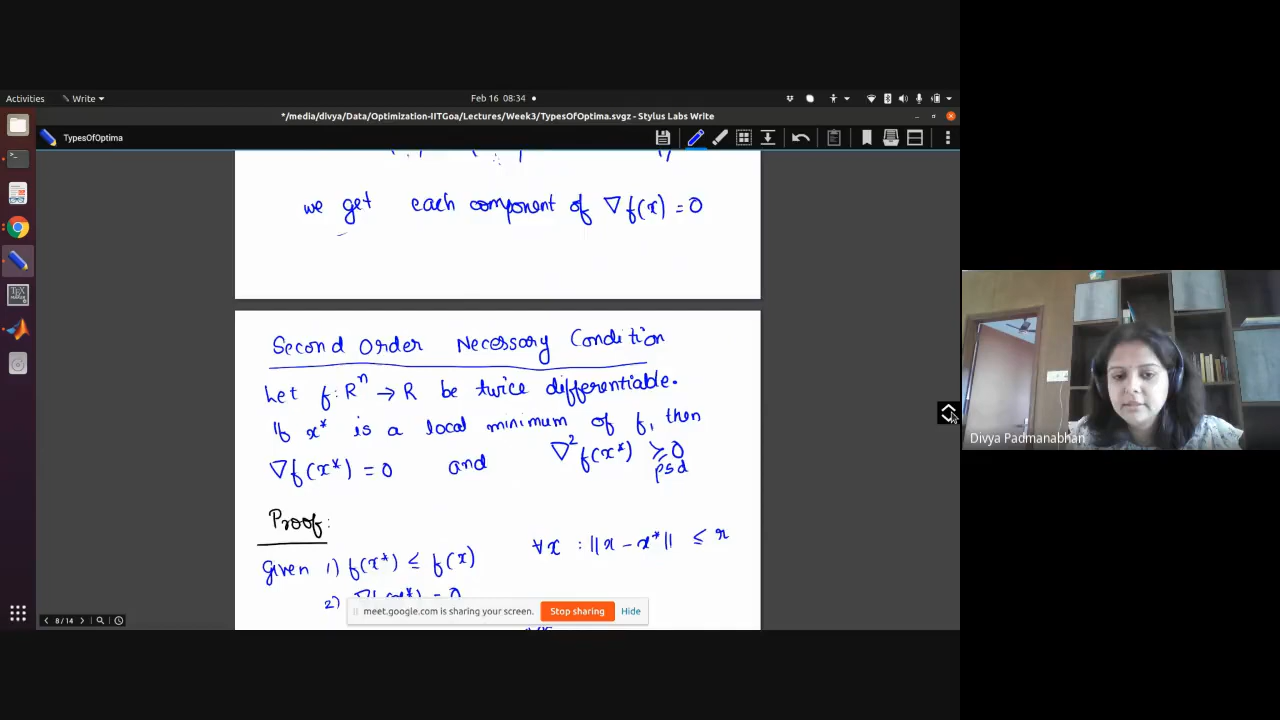 Activities Write Feb 16 08:34
*/media/divya/Data/Optimization-IITGoa/Lectures/Week3/TypesOfOptima.svgz - Stylus Labs Write
TypesOfOptima
we get each component of ∇f(x) = 0
Second Order Necessary Condition
Let f: R^n → R be twice differentiable.
If x* is a local minimum of f, then
∇f(x*) = 0 and ∇²f(x*) ≽ 0
psd
Proof:
Given 1) f(x*) ≤ f(x) ∀x : ||x - x*|| ≤ r
2) = 0
meet.google.com is sharing your screen. Stop sharing Hide
8/14
Divya Padmanabhan